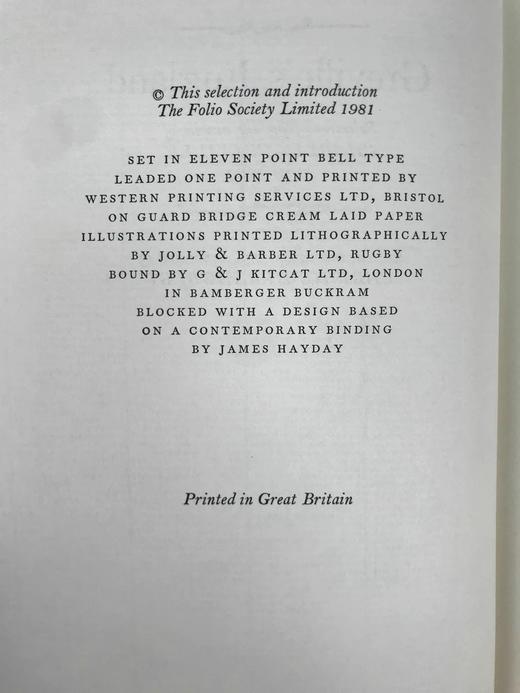 © This selection and introduction
The Folio Society Limited 1981
SET IN ELEVEN POINT BELL TYPE
LEADED ONE POINT AND PRINTED BY
WESTERN PRINTING SERVICES LTD, BRISTOL
ON GUARD BRIDGE CREAM LAID PAPER
ILLUSTRATIONS PRINTED LITHOGRAPHICALLY
BY JOLLY & BARBER LTD, RUGBY
BOUND BY G & J KITCAT LTD, LONDON
IN BAMBERGER BUCKRAM
BLOCKED WITH A DESIGN BASED
ON A CONTEMPORARY BINDING
BY JAMES HAYDAY
Printed in Great Britain